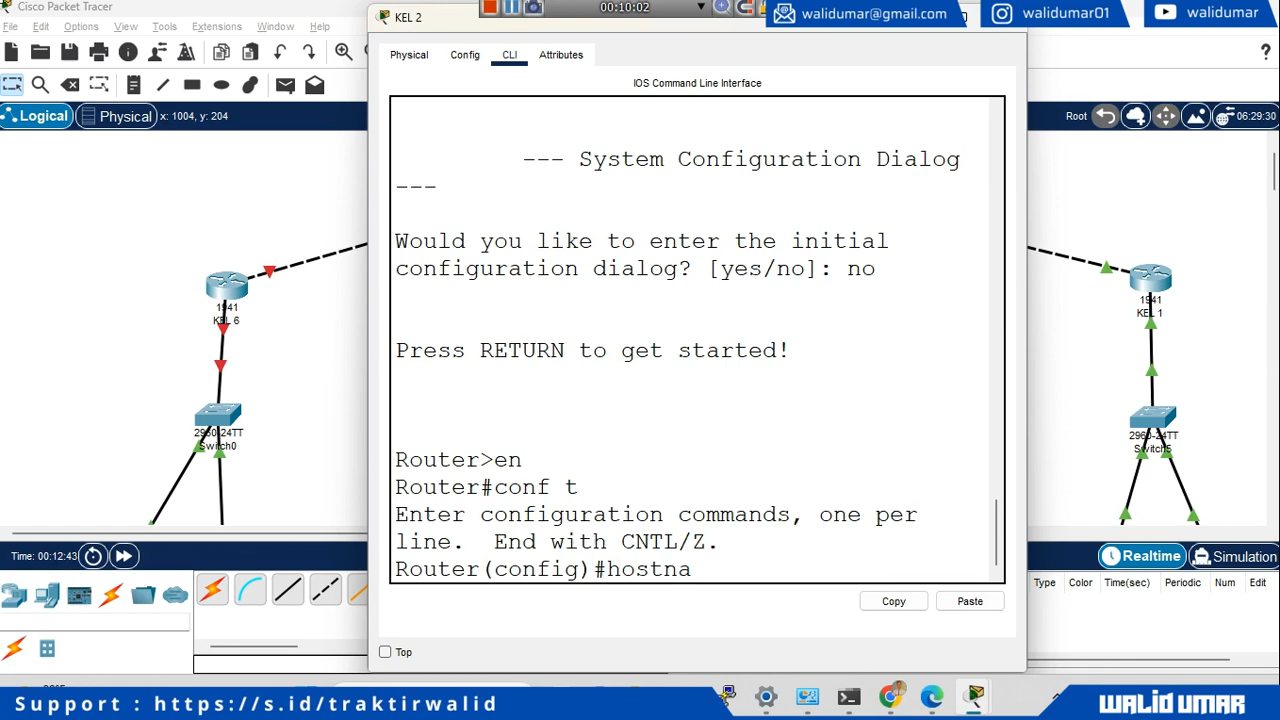 Cisco Packet Tracer
File Edit Options View Tools Extensions Window Help
KEL 2
00:10:02
walidumar@gmail.com
walidumar01
walidumar
Physical Config CLI Attributes
?
IOS Command Line Interface
Logical Physical x: 1004, y: 204
Root 06:29:30
--- System Configuration Dialog
---
Would you like to enter the initial
configuration dialog? [yes/no]: no
Press RETURN to get started!
Router>en
Router#conf t
Enter configuration commands, one per
line.  End with CNTL/Z.
Router(config)#hostna
1941
KEL 6
2960-24TT
Switch0
1941
KEL 1
2960-24TT
Switch5
Time: 00:12:43
Realtime Simulation
Type Color Time(sec) Periodic Num Edit
Copy Paste
Top
Support : https://s.id/traktirwalid
WALID UMAR